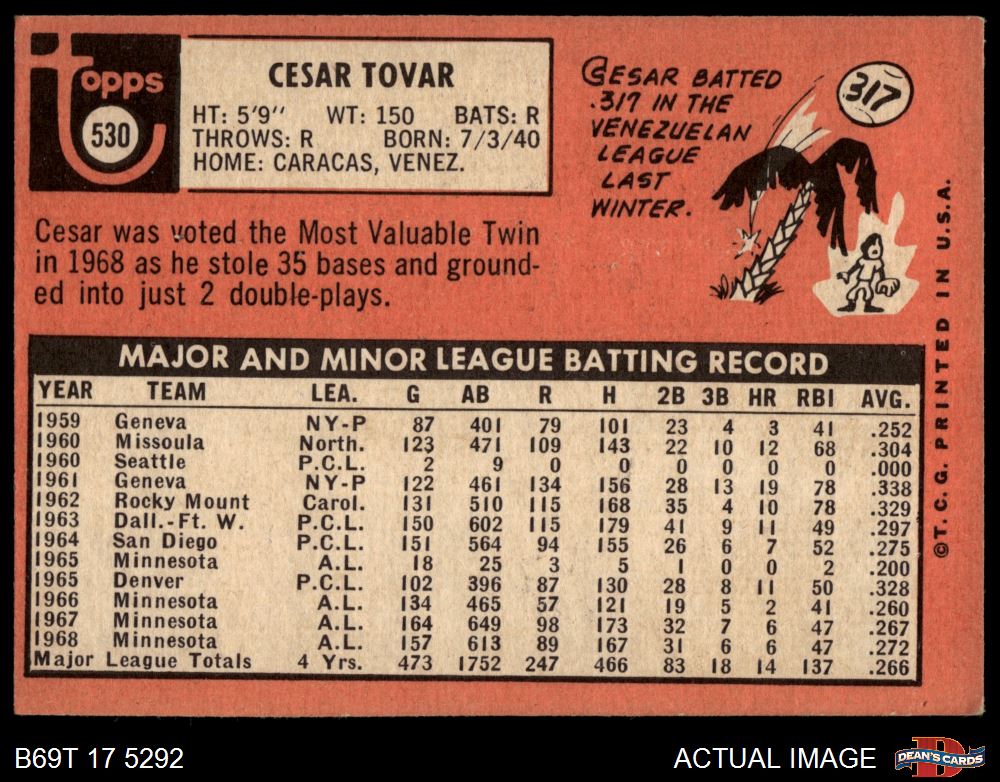 Topps
530
CESAR TOVAR
HT: 5'9" WT: 150 BATS: R
THROWS: R BORN: 7/3/40
HOME: CARACAS, VENEZ.
CESAR BATTED
.317 IN THE
VENEZUELAN
LEAGUE
LAST
WINTER.
317
Cesar was voted the Most Valuable Twin
in 1968 as he stole 35 bases and ground-
ed into just 2 double-plays.
MAJOR AND MINOR LEAGUE BATTING RECORD
YEAR TEAM LEA. G AB R H 2B 3B HR RBI AVG.
1959 Geneva NY-P 87 401 79 101 23 4 3 41 .252
1960 Missoula North. 123 471 109 143 22 10 12 68 .304
1960 Seattle P.C.L. 2 9 0 0 0 0 0 0 .000
1961 Geneva NY-P 122 461 134 156 28 13 19 78 .338
1962 Rocky Mount Carol. 131 510 115 168 35 4 10 78 .329
1963 Dall.-Ft. W. P.C.L. 150 602 115 179 41 9 11 49 .297
1964 San Diego P.C.L. 151 564 94 155 26 6 7 52 .275
1965 Minnesota A.L. 18 25 3 5 1 0 0 2 .200
1965 Denver P.C.L. 102 396 87 130 28 8 11 50 .328
1966 Minnesota A.L. 134 465 57 121 19 5 2 41 .260
1967 Minnesota A.L. 164 649 98 173 32 7 6 47 .267
1968 Minnesota A.L. 157 613 89 167 31 6 6 47 .272
Major League Totals 4 Yrs. 473 1752 247 466 83 18 14 137 .266
©T.C.G. PRINTED IN U.S.A.
B69T 17 5292
ACTUAL IMAGE
D
DEAN'S CARDS